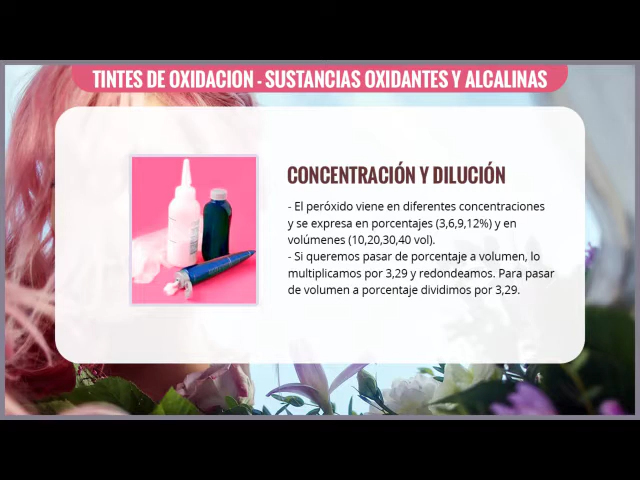 TINTES DE OXIDACION - SUSTANCIAS OXIDANTES Y ALCALINAS
CONCENTRACIÓN Y DILUCIÓN
- El peróxido viene en diferentes concentraciones
y se expresa en porcentajes (3,6,9,12%) y en
volúmenes (10,20,30,40 vol).
- Si queremos pasar de porcentaje a volumen, lo
multiplicamos por 3,29 y redondeamos. Para pasar
de volumen a porcentaje dividimos por 3,29.